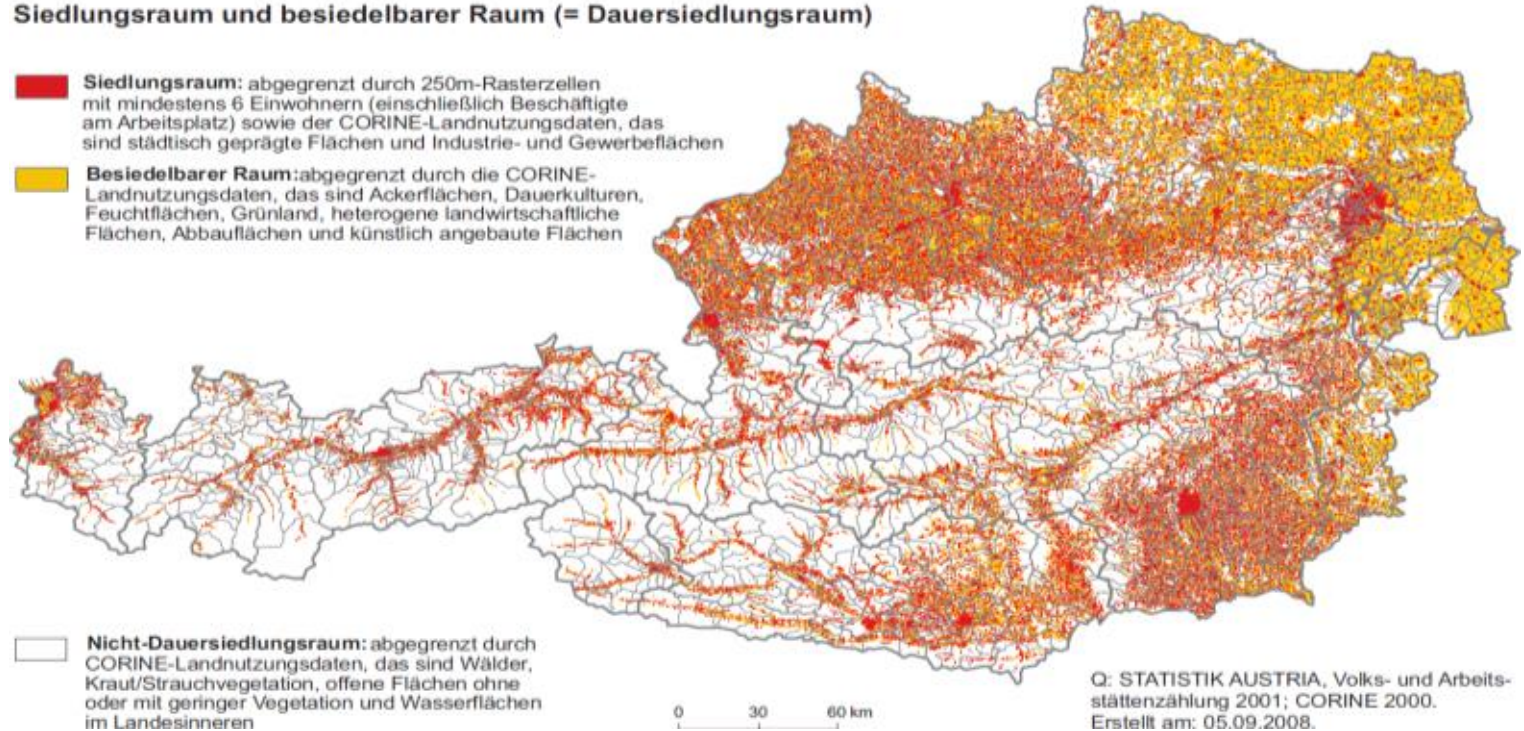 Siedlungsraum und besiedelbarer Raum (= Dauersiedlungsraum)
Siedlungsraum: abgegrenzt durch 250m-Rasterzellen
mit mindestens 6 Einwohnern (einschließlich Beschäftigte
am Arbeitsplatz) sowie der CORINE-Landnutzungsdaten, das
sind städtisch geprägte Flächen und Industrie- und Gewerbeflächen
Besiedelbarer Raum:abgegrenzt durch die CORINE-
Landnutzungsdaten, das sind Ackerflächen, Dauerkulturen,
Feuchtflächen, Grünland, heterogene landwirtschaftliche
Flächen, Abbauflächen und künstlich angebaute Flächen
Nicht-Dauersiedlungsraum: abgegrenzt durch
CORINE-Landnutzungsdaten, das sind Wälder,
Kraut/Strauchvegetation, offene Flächen ohne
oder mit geringer Vegetation und Wasserflächen
im Landesinneren
0 30 60 km
Q: STATISTIK AUSTRIA, Volks- und Arbeits-
stättenzählung 2001; CORINE 2000.
Erstellt am: 05.09.2008.